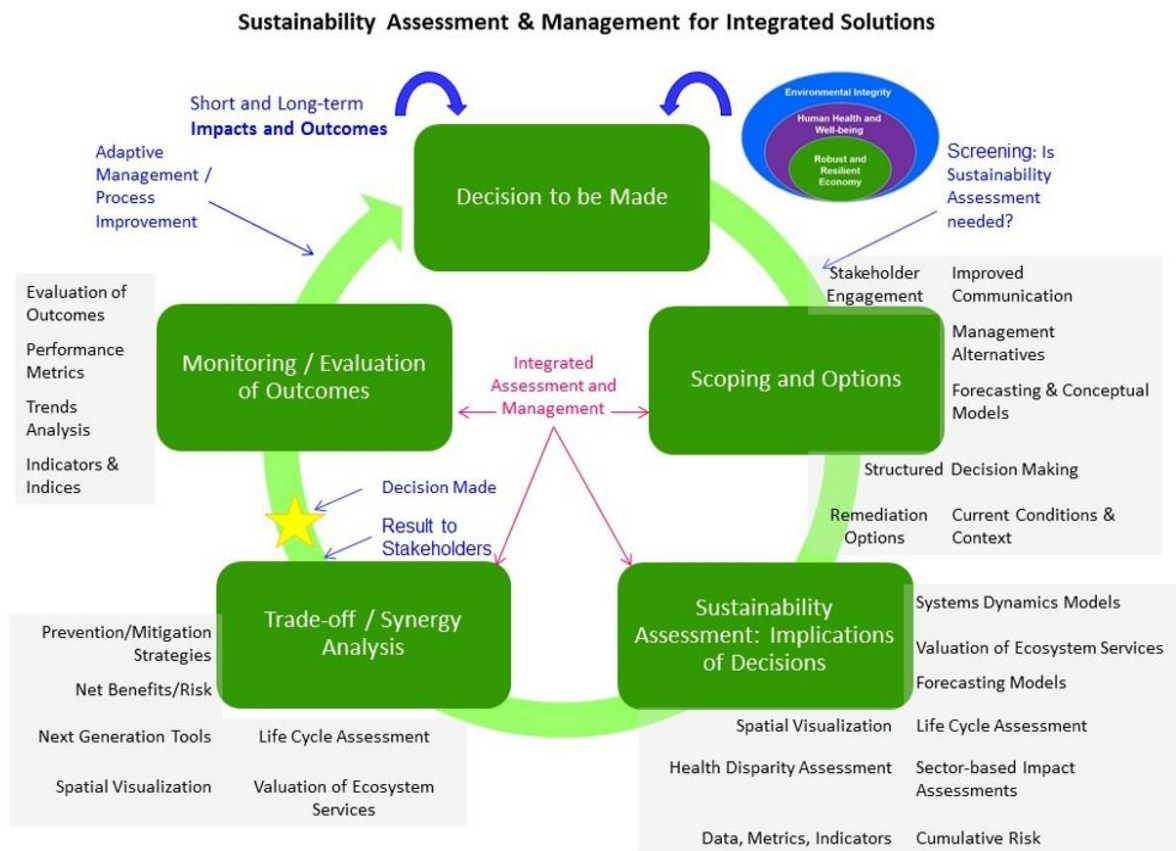 Sustainability Assessment & Management for Integrated Solutions
Short and Long-term
Impacts and Outcomes
Environmental Integrity
Human Health and
Well-being
Robust and
Resilient
Economy
Adaptive
Management /
Process
Improvement
Decision to be Made
Screening: Is
Sustainability
Assessment
needed?
Evaluation of
Outcomes
Performance
Metrics
Trends
Analysis
Indicators &
Indices
Monitoring / Evaluation
of Outcomes
Integrated
Assessment and
Management
Scoping and Options
Stakeholder
Engagement
Improved
Communication
Management
Alternatives
Forecasting & Conceptual
Models
Structured Decision Making
Remediation
Options
Current Conditions &
Context
Decision Made
Result to
Stakeholders
Trade-off / Synergy
Analysis
Prevention/Mitigation
Strategies
Net Benefits/Risk
Next Generation Tools
Life Cycle Assessment
Spatial Visualization
Valuation of Ecosystem
Services
Sustainability
Assessment: Implications
of Decisions
Systems Dynamics Models
Valuation of Ecosystem Services
Forecasting Models
Spatial Visualization
Life Cycle Assessment
Health Disparity Assessment
Sector-based Impact
Assessments
Data, Metrics, Indicators
Cumulative Risk